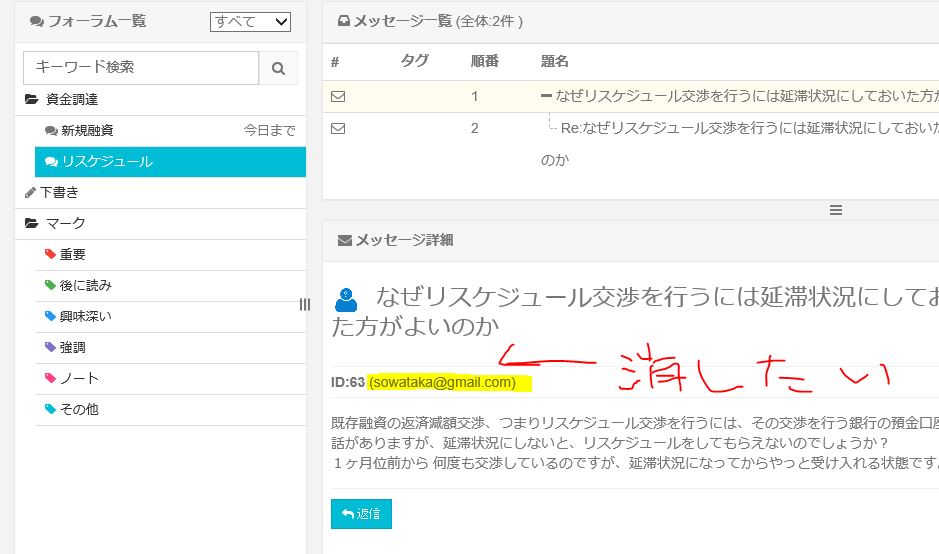 フォーラム一覧 すべて
キーワード検索
資金調達
新規融資 今日まで
リスケジュール
下書き
マーク
重要
後に読み
興味深い
強調
ノート
その他
メッセージ一覧 (全体:2件 )
# タグ 順番 題名
1 なぜリスケジュール交渉を行うには延滞状況にしておいた方が
2 Re:なぜリスケジュール交渉を行うには延滞状況にしておいた
のか
メッセージ詳細
なぜリスケジュール交渉を行うには延滞状況にしてお
いた方がよいのか
← 消したい
ID:63 (sowataka@gmail.com)
既存融資の返済減額交渉、つまりリスケジュール交渉を行うには、その交渉を行う銀行の預金口座
話がありますが、延滞状況にしないと、リスケジュールをしてもらえないのでしょうか？
１ヶ月位前から 何度も交渉しているのですが、延滞状況になってからやっと受け入れる状態です。
返信